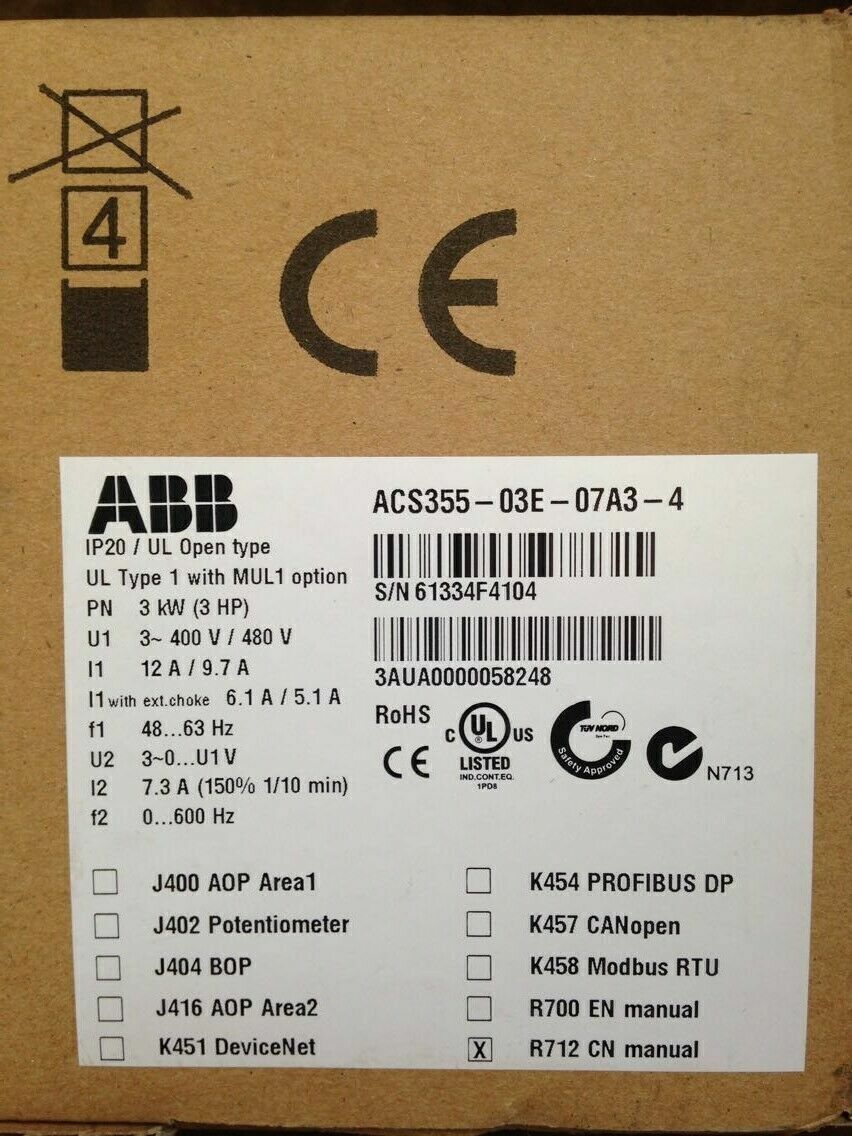 4
CE
ABB
ACS355-03E-07A3-4
IP20 / UL Open type
UL Type 1 with MUL1 option
S/N 61334F4104
PN 3 kW (3 HP)
U1 3~ 400 V / 480 V
I1 12 A / 9.7 A
3AUA0000058248
I1 with ext.choke 6.1 A / 5.1 A
f1 48...63 Hz
U2 3~0...U1 V
I2 7.3 A (150% 1/10 min)
f2 0...600 Hz
RoHS
CE
C UL US
®
LISTED
IND.CONT.EQ.
1PD8
TÜV NORD
Safety Approved
N713
J400 AOP Area1
J402 Potentiometer
J404 BOP
J416 AOP Area2
K451 DeviceNet
K454 PROFIBUS DP
K457 CANopen
K458 Modbus RTU
R700 EN manual
X R712 CN manual